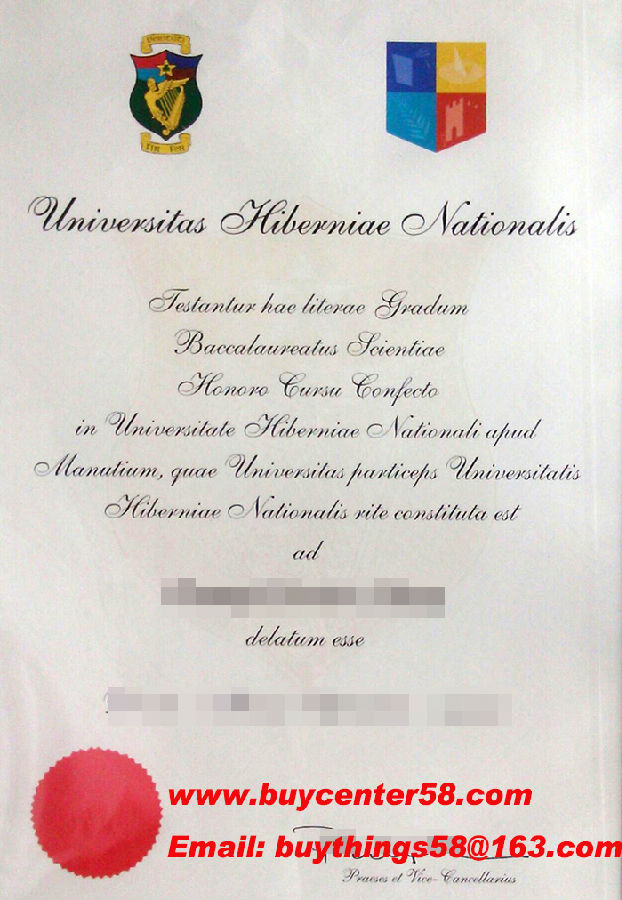 Universitas Hiberniae Nationalis
Testantur hae literae Gradum
Baccalaureatus Scientiae
Honoro Cursu Confecto
in Universitate Hiberniae Nationali apud
Manutium, quae Universitas particeps Universitatis
Hiberniae Nationalis rite constituta est
ad
delatum esse
www.buycenter58.com
Email: buythings58@163.com
Praeses et Vice-Cancellarius